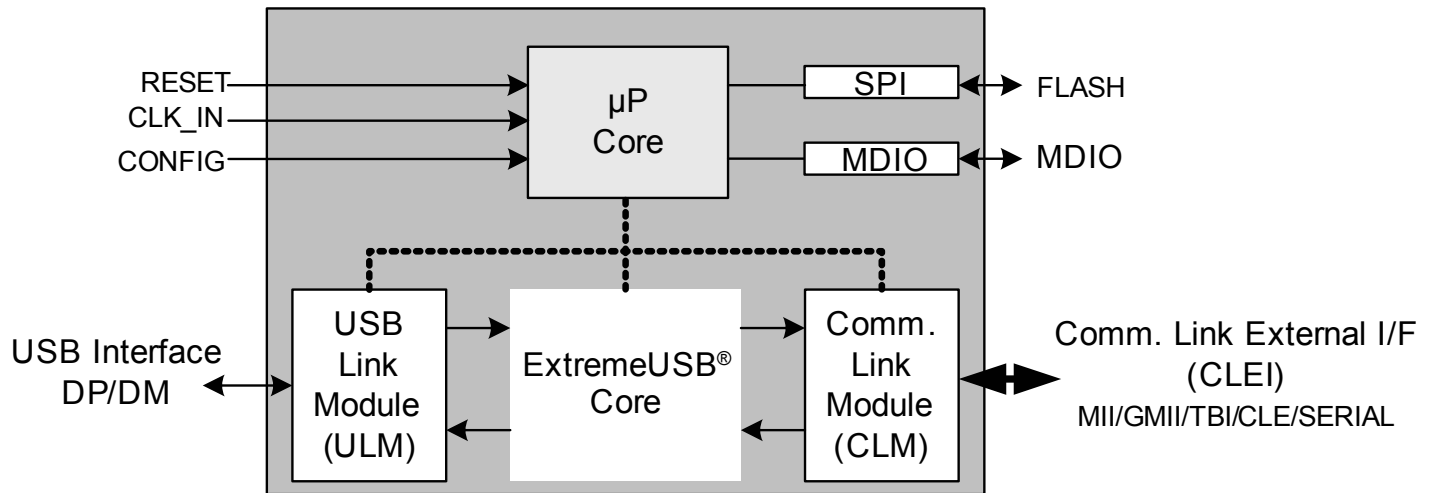 RESET
CLK_IN
CONFIG
µP
Core
SPI
FLASH
MDIO
MDIO
USB Interface
DP/DM
USB
Link
Module
(ULM)
ExtremeUSB®
Core
Comm.
Link
Module
(CLM)
Comm. Link External I/F
(CLEI)
MII/GMII/TBI/CLE/SERIAL